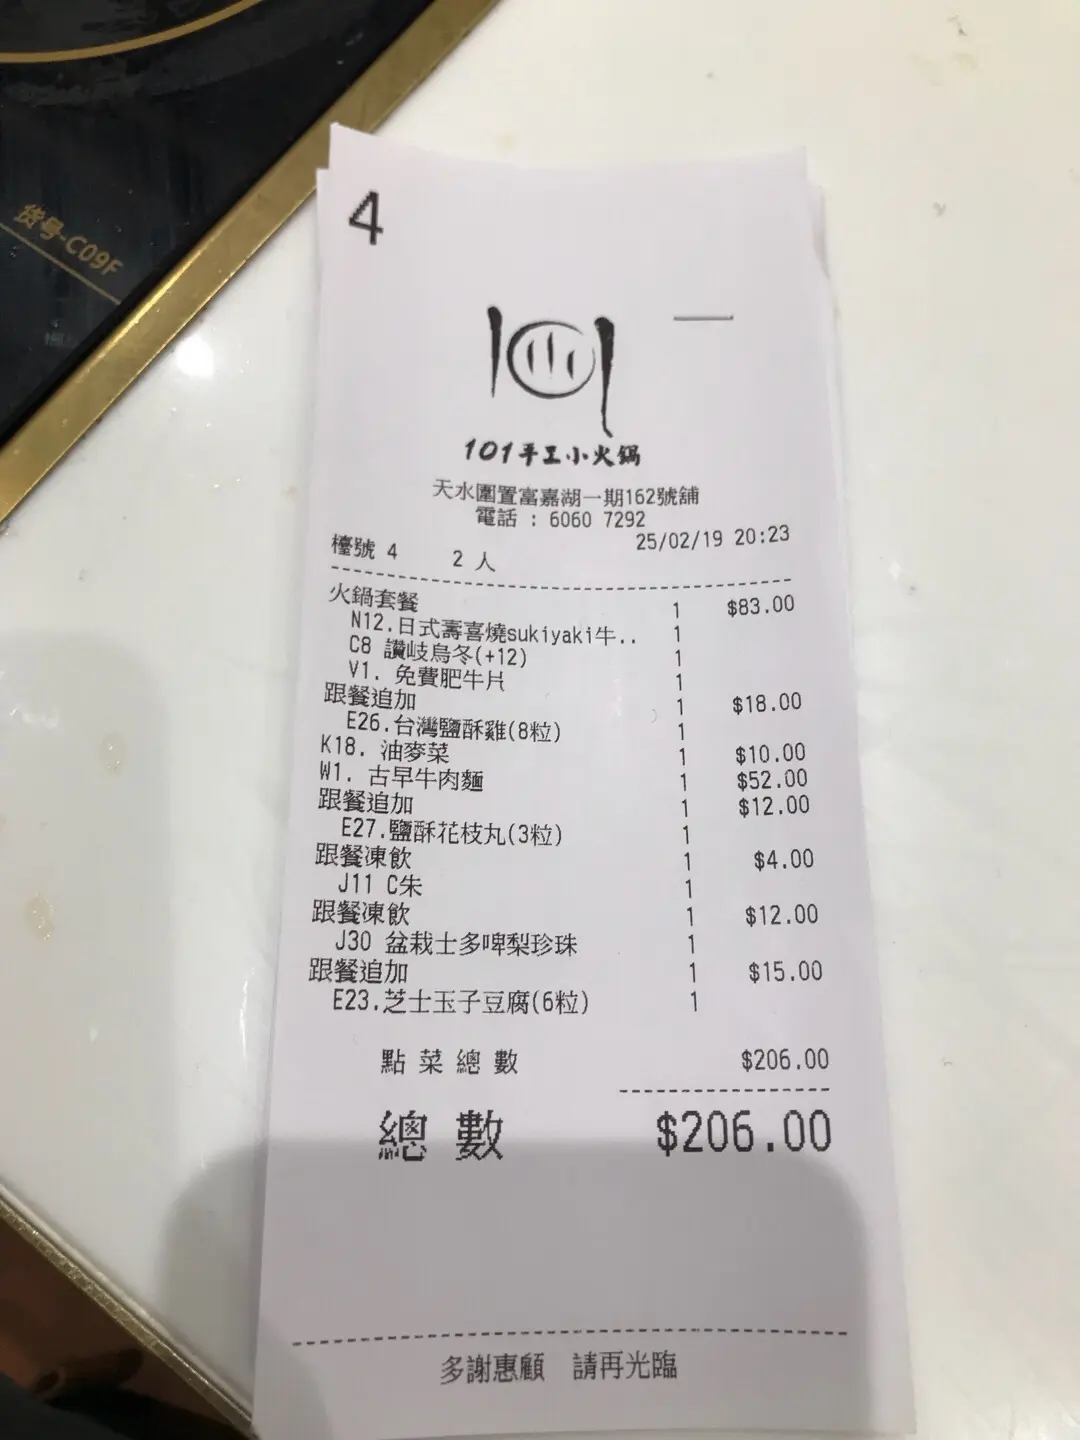 货号-C09F
4
101
101手工小火鍋
天水圍置富嘉湖一期162號舖
電話 : 6060 7292
25/02/19 20:23
檯號 4 2 人
火鍋套餐 1 $83.00
N12.日式壽喜燒sukiyaki牛.. 1
C8 讚岐烏冬(+12) 1
V1. 免費肥牛片 1
跟餐追加 1 $18.00
E26.台灣鹽酥雞(8粒) 1
K18. 油麥菜 1 $10.00
W1. 古早牛肉麵 1 $52.00
跟餐追加 1 $12.00
E27.鹽酥花枝丸(3粒) 1
跟餐凍飲 1 $4.00
J11 C朱 1
跟餐凍飲 1 $12.00
J30 盆栽士多啤梨珍珠 1
跟餐追加 1 $15.00
E23.芝士玉子豆腐(6粒) 1
點菜總數 $206.00
總數 $206.00
多謝惠顧 請再光臨